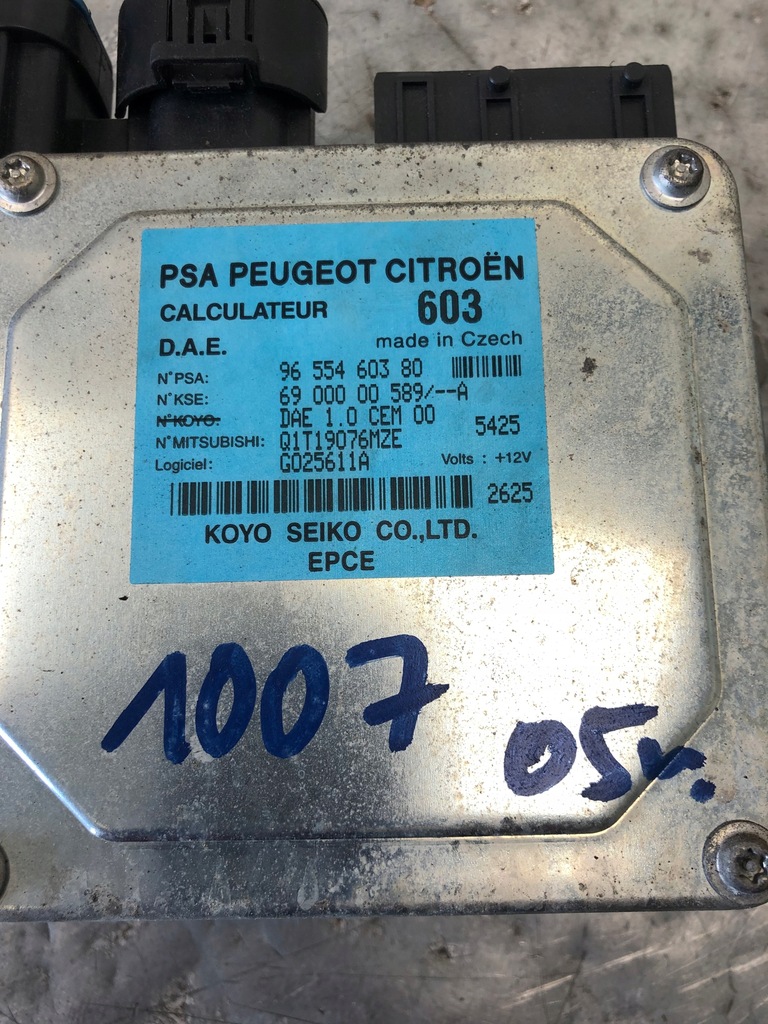 PSA PEUGEOT CITROËN
CALCULATEUR 603
D.A.E. made in Czech
N°PSA: 96 554 603 80
N°KSE: 69 000 00 589/--A
N°KOYO: DAE 1.0 CEM 00 5425
N°MITSUBISHI: Q1T19076MZE
Logiciel: G025611A Volts : +12V
2625
KOYO SEIKO CO.,LTD.
EPCE
1007
05r.